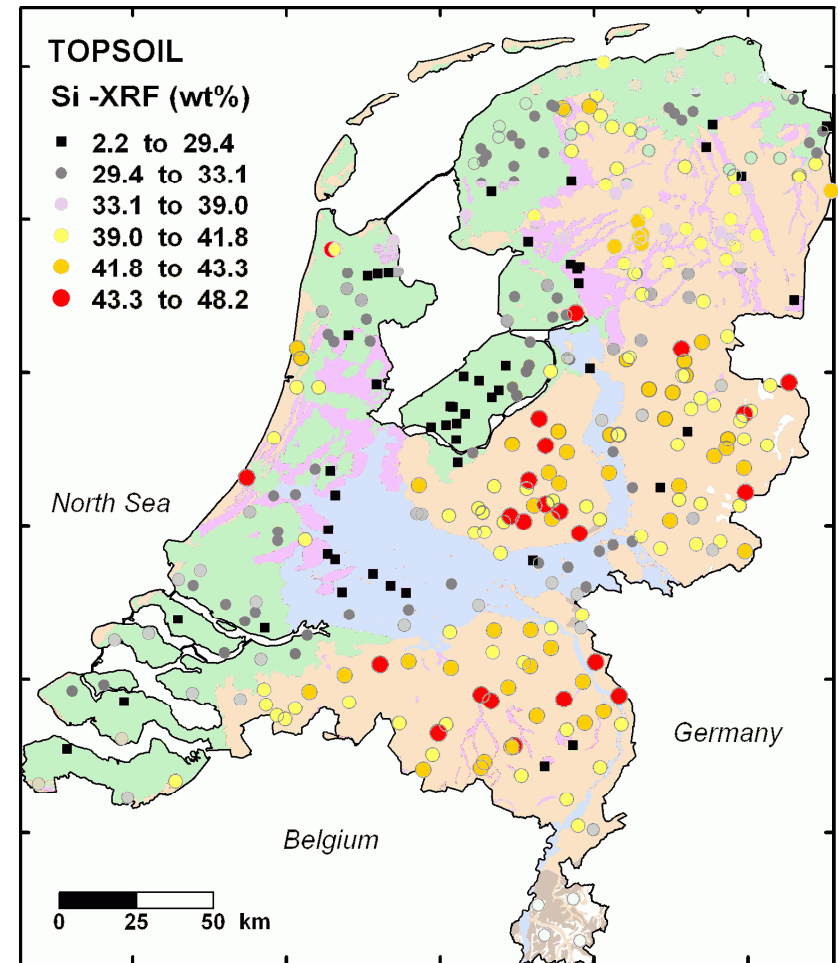 TOPSOIL
Si -XRF (wt%)
2.2 to 29.4
29.4 to 33.1
33.1 to 39.0
39.0 to 41.8
41.8 to 43.3
43.3 to 48.2
North Sea
Germany
Belgium
0 25 50 km